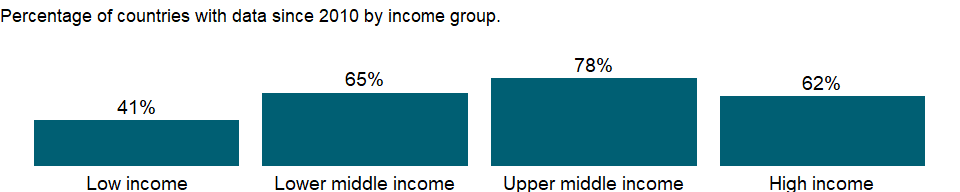 Percentage of countries with data since 2010 by income group.
78%
65%
62%
41%
Low income Lower middle income Upper middle income High income